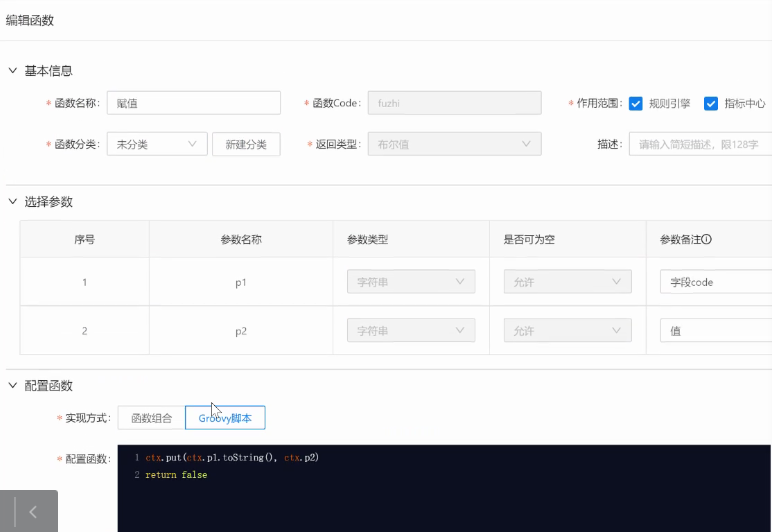 编辑函数
基本信息
* 函数名称: 赋值 * 函数Code: fuzhi * 作用范围: 规则引擎 指标中心
* 函数分类: 未分类 新建分类 * 返回类型: 布尔值 描述: 请输入简短描述，限128字
选择参数
序号 参数名称 参数类型 是否可为空 参数备注
1 p1 字符串 允许 字段code
2 p2 字符串 允许 值
配置函数
* 实现方式: 函数组合 Groovy脚本
* 配置函数: 1 ctx.put(ctx.p1.toString(), ctx.p2)
2 return false